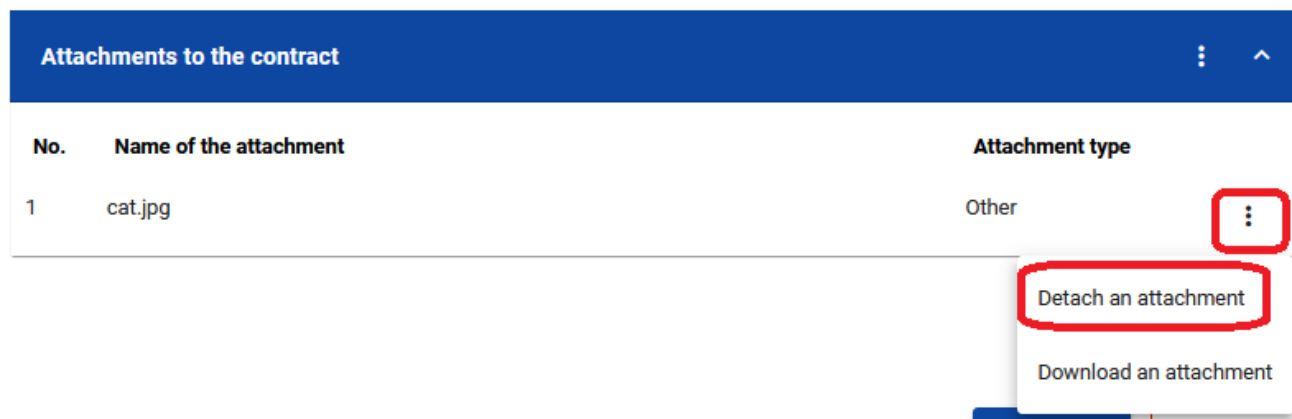 Attachments to the contract
No. Name of the attachment Attachment type
1 cat.jpg Other
Detach an attachment
Download an attachment